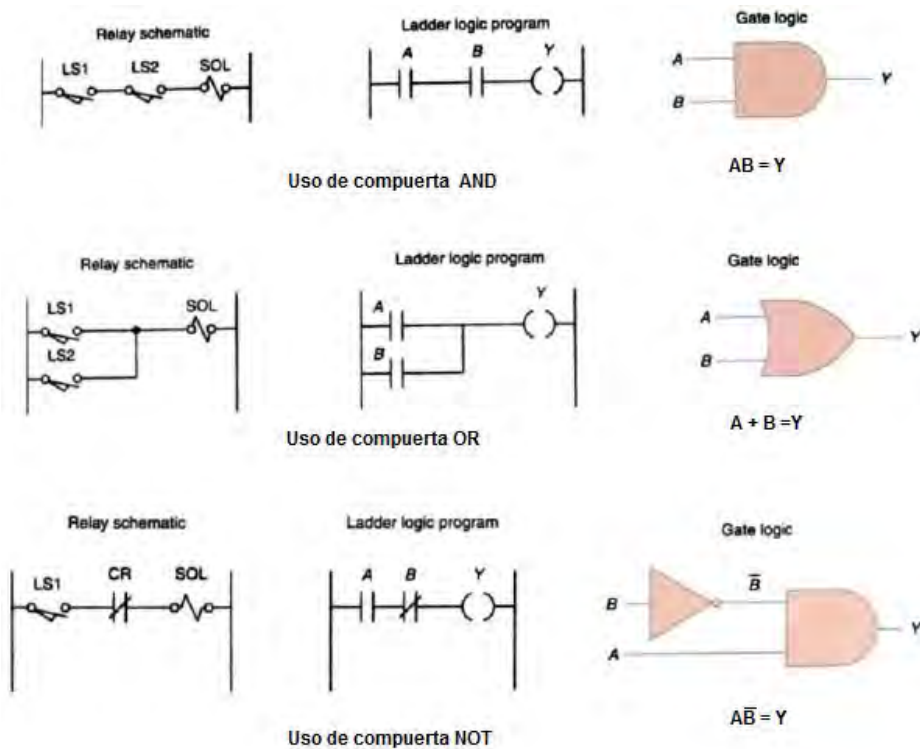 Relay schematic
LS1 LS2 SOL
Ladder logic program
A B Y
Gate logic
A
B
Y
Uso de compuerta AND
AB = Y
Relay schematic
LS1
SOL
LS2
Ladder logic program
A
Y
B
Gate logic
A
B
Y
Uso de compuerta OR
A + B =Y
Relay schematic
LS1 CR SOL
Ladder logic program
A B Y
Gate logic
B
B̅
A
Y
Uso de compuerta NOT
AB̅ = Y